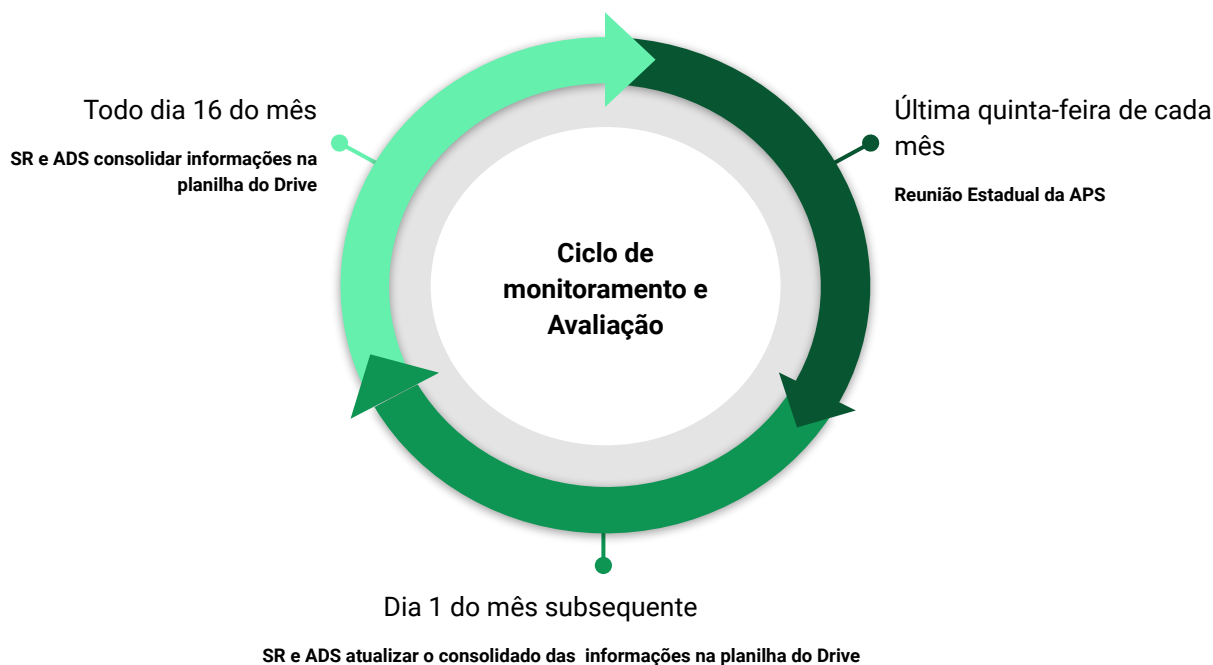 Todo dia 16 do mês
SR e ADS consolidar informações na
planilha do Drive
Última quinta-feira de cada
mês
Reunião Estadual da APS
Ciclo de
monitoramento e
Avaliação
Dia 1 do mês subsequente
SR e ADS atualizar o consolidado das  informações na planilha do Drive